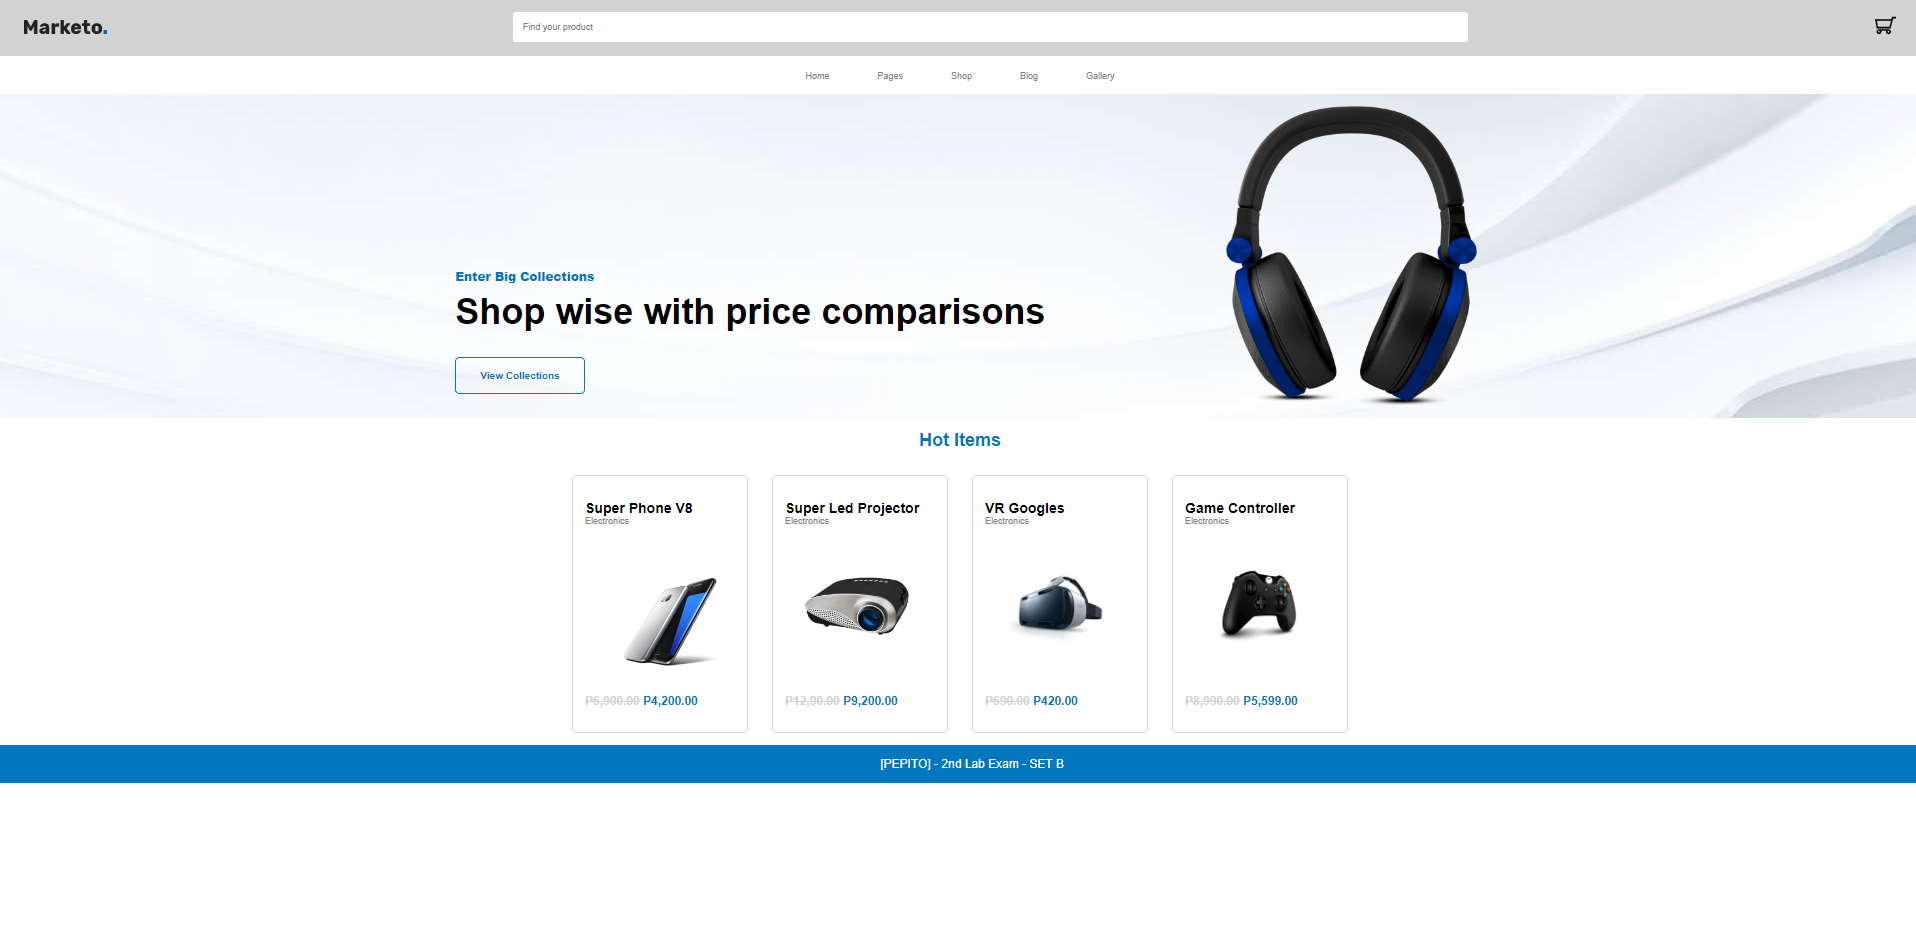 Marketo.
Find your product
Home Pages Shop Blog Gallery
Enter Big Collections
Shop wise with price comparisons
View Collections
Hot Items
Super Phone V8
Electronics
P6,900.00 P4,200.00
Super Led Projector
Electronics
P12,90.00 P9,200.00
VR Googles
Electronics
P690.00 P420.00
Game Controller
Electronics
P8,990.00 P5,599.00
[PEPITO] - 2nd Lab Exam - SET B